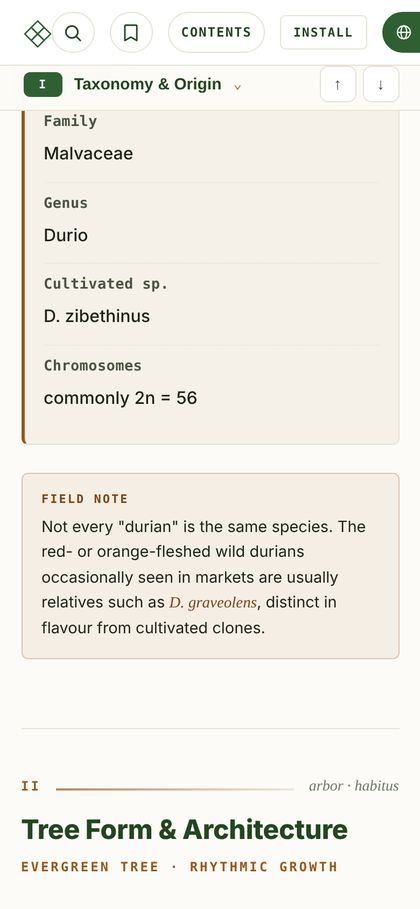 CONTENTS
INSTALL
I
Taxonomy & Origin
↑
↓
Family
Malvaceae
Genus
Durio
Cultivated sp.
D. zibethinus
Chromosomes
commonly 2n = 56
FIELD NOTE
Not every "durian" is the same species. The
red- or orange-fleshed wild durians
occasionally seen in markets are usually
relatives such as D. graveolens, distinct in
flavour from cultivated clones.
II
arbor · habitus
Tree Form & Architecture
EVERGREEN TREE · RHYTHMIC GROWTH